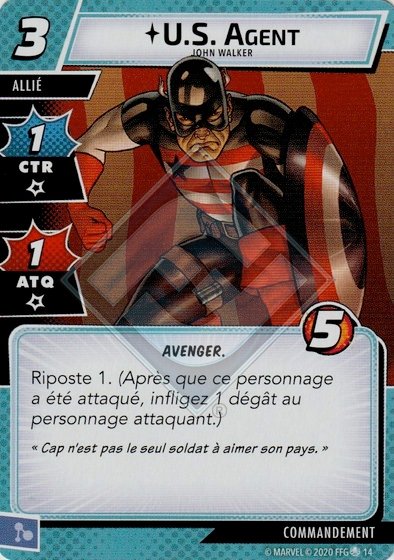 3
U.S. AGENT
JOHN WALKER
ALLIÉ
1
CTR
1
ATQ
5
AVENGER.
Riposte 1. (Après que ce personnage
a été attaqué, infligez 1 dégât au
personnage attaquant.)
« Cap n'est pas le seul soldat à aimer son pays. »
COMMANDEMENT
© MARVEL © 2020 FFG 14